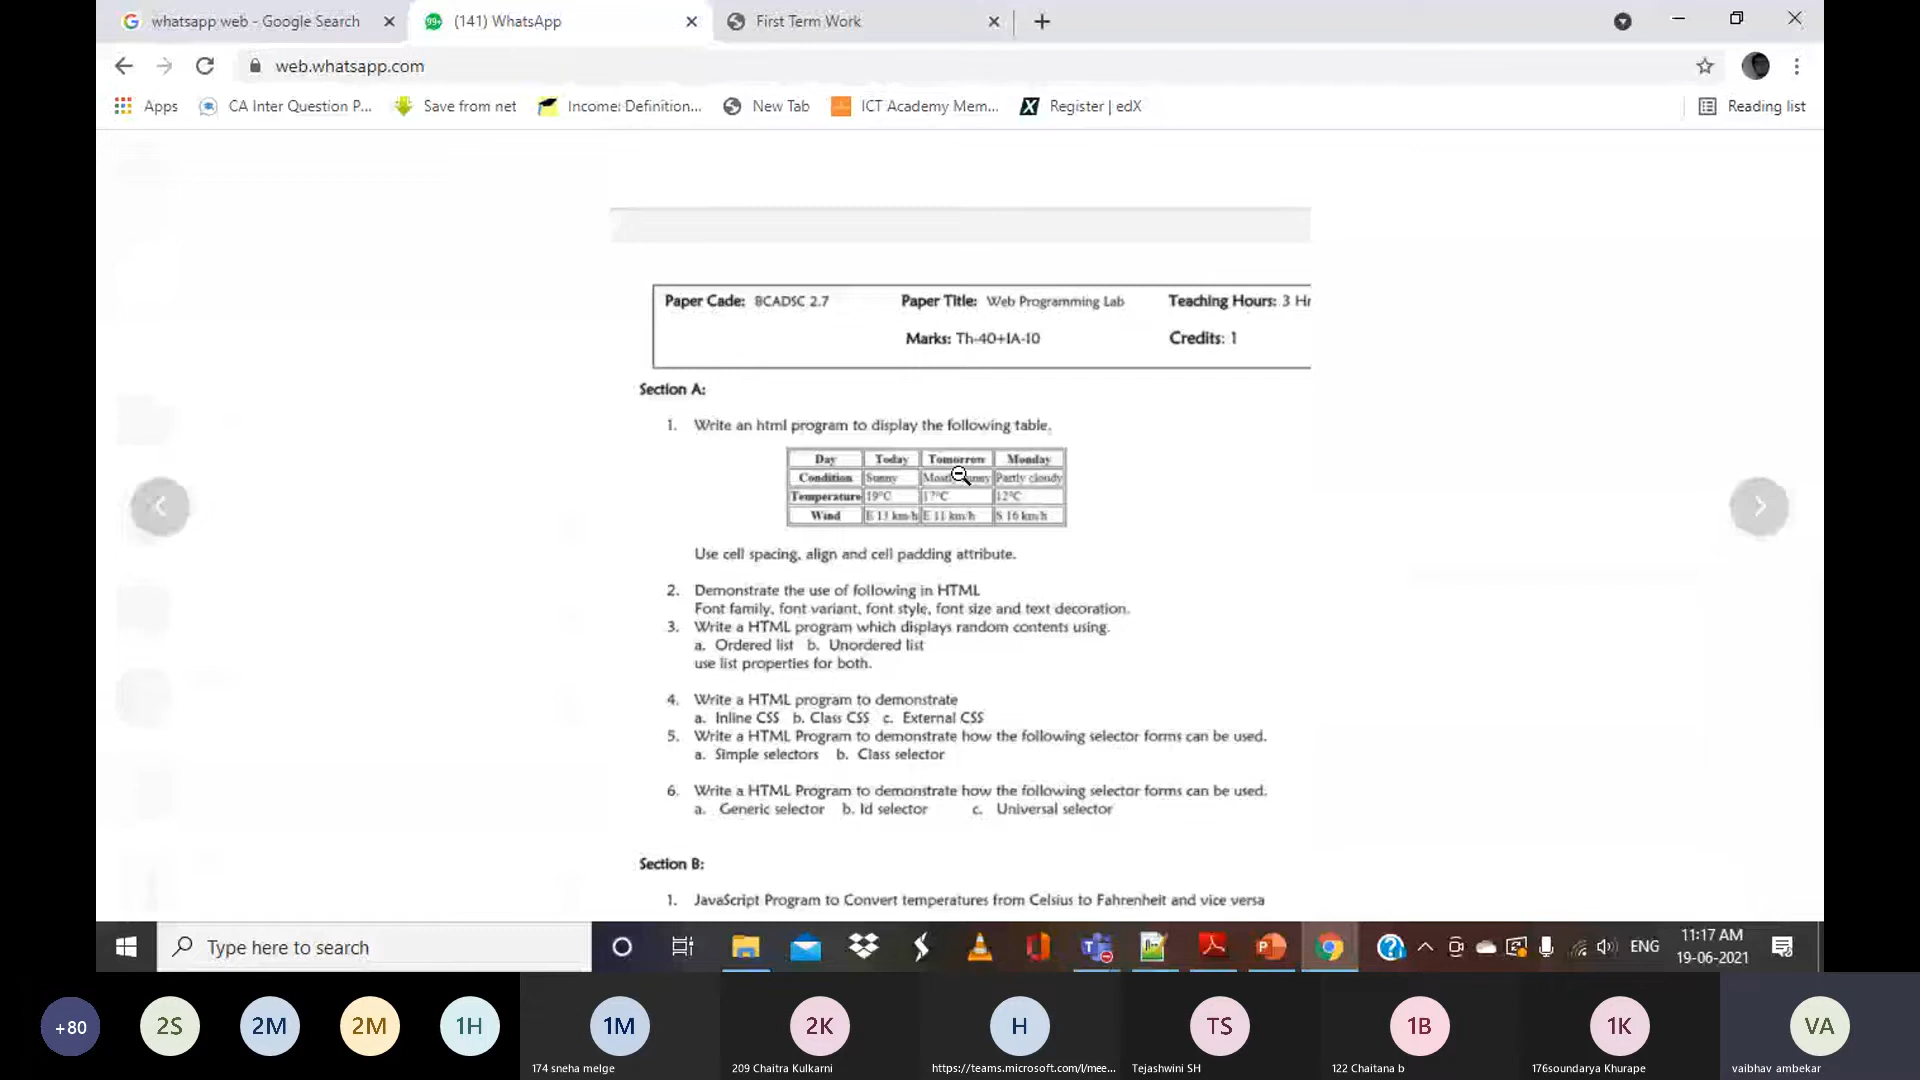 whatsapp web - Google Search
(141) WhatsApp
First Term Work
web.whatsapp.com
Apps
CA Inter Question P...
Save from net
Income: Definition...
New Tab
ICT Academy Mem...
Register | edX
Reading list
Paper Cade: BCADSC 2.7 Paper Title: Web Programming Lab Teaching Hours: 3 Hr
Marks: Th-40+IA-10 Credits: 1
Section A:
1. Write an html program to display the following table.
Day Today Tomorrow Monday
Condition Sunny Partly cloudy
Temperature 19°C 17°C 12°C
Wind E 13 km/h E 11 km/h S 16 km/h
Use cell spacing, align and cell padding attribute.
2. Demonstrate the use of following in HTML
Font family, font variant, font style, font size and text decoration.
3. Write a HTML program which displays random contents using.
a. Ordered list b. Unordered list
use list properties for both.
4. Write a HTML program to demonstrate
a. Inline CSS b. Class CSS c. External CSS
5. Write a HTML Program to demonstrate how the following selector forms can be used.
a. Simple selectors b. Class selector
6. Write a HTML Program to demonstrate how the following selector forms can be used.
a. Generic selector b. Id selector c. Universal selector
Section B:
1. JavaScript Program to Convert temperatures from Celsius to Fahrenheit and vice versa
Type here to search
ENG
11:17 AM
19-06-2021
+80
2S
2M
2M
1H
1M
2K
H
TS
1B
1K
VA
174 sneha melge
209 Chaitra Kulkarni
https://teams.microsoft.com/l/mee...
Tejashwini SH
122 Chaitana b
176soundarya Khurape
vaibhav ambekar